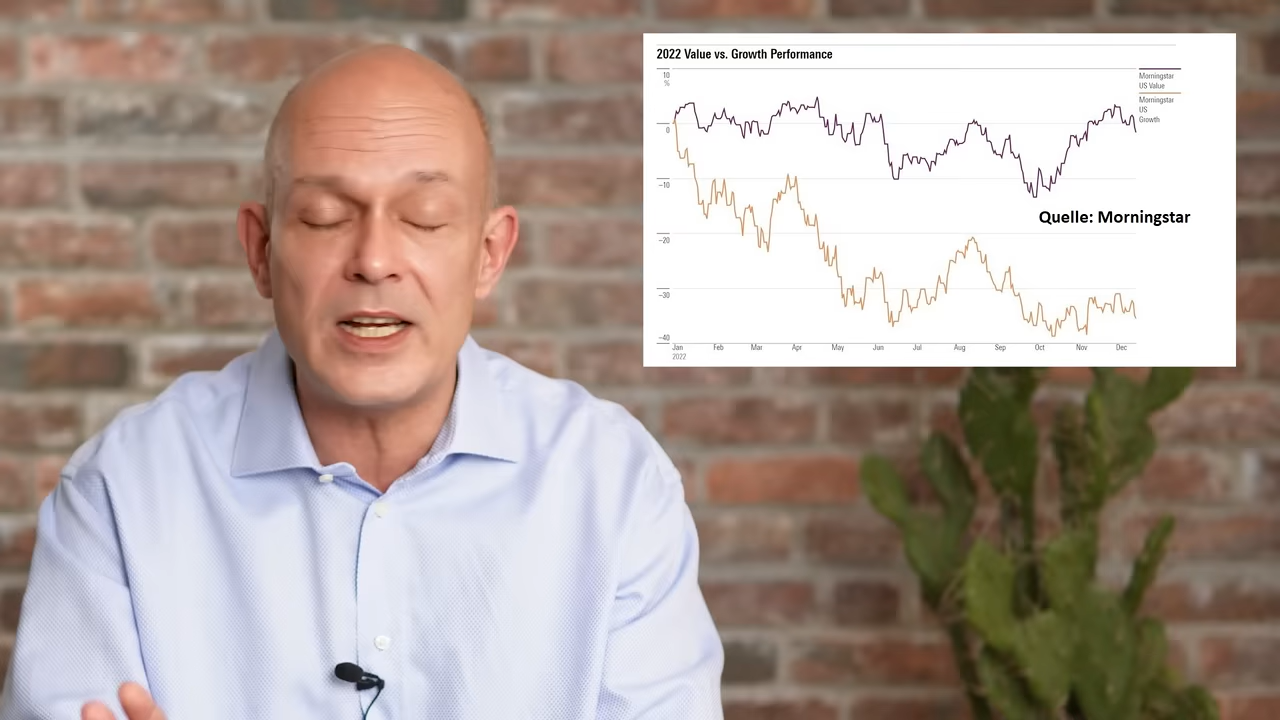 2022 Value vs. Growth Performance
10
%
0
−10
−20
−30
−40
Morningstar
US Value
Morningstar
US
Growth
Quelle: Morningstar
Jan Feb Mar Apr May Jun Jul Aug Sep Oct Nov Dec
2022